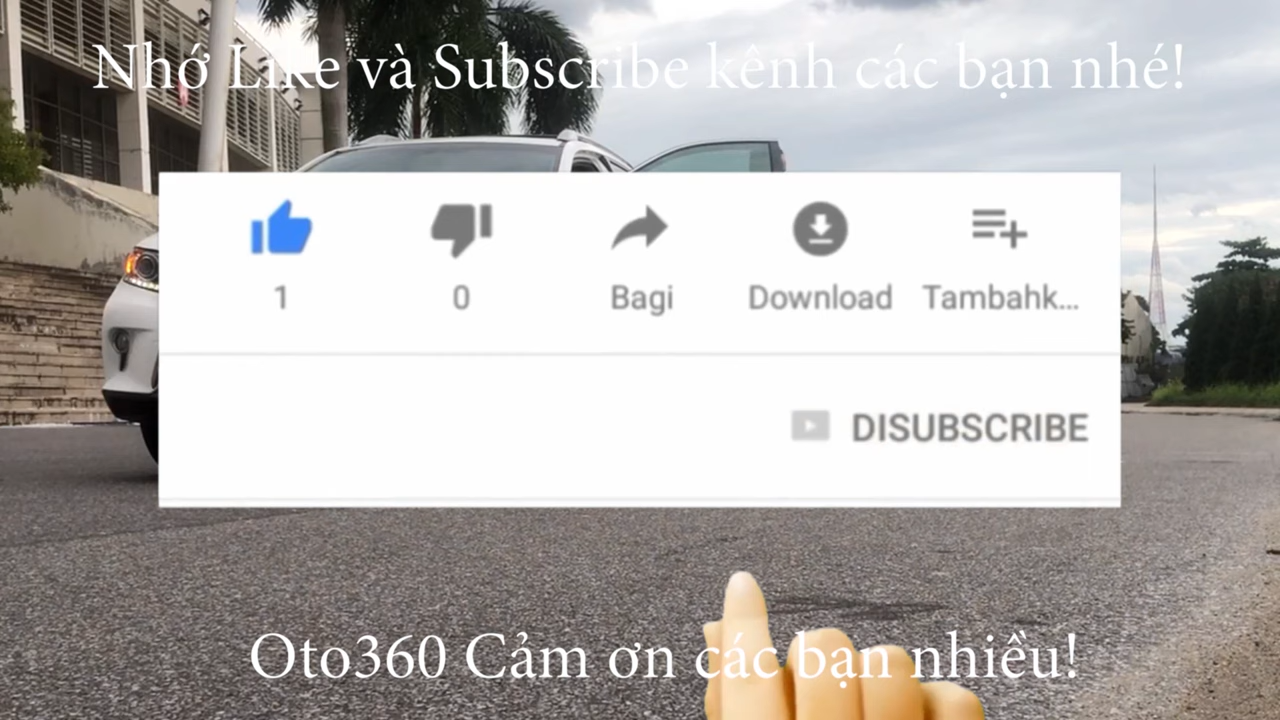 Nhớ Like và Subscribe kênh các bạn nhé!
1 0 Bagi Download Tambahk...
DISUBSCRIBE
Oto360 Cảm ơn các bạn nhiều!